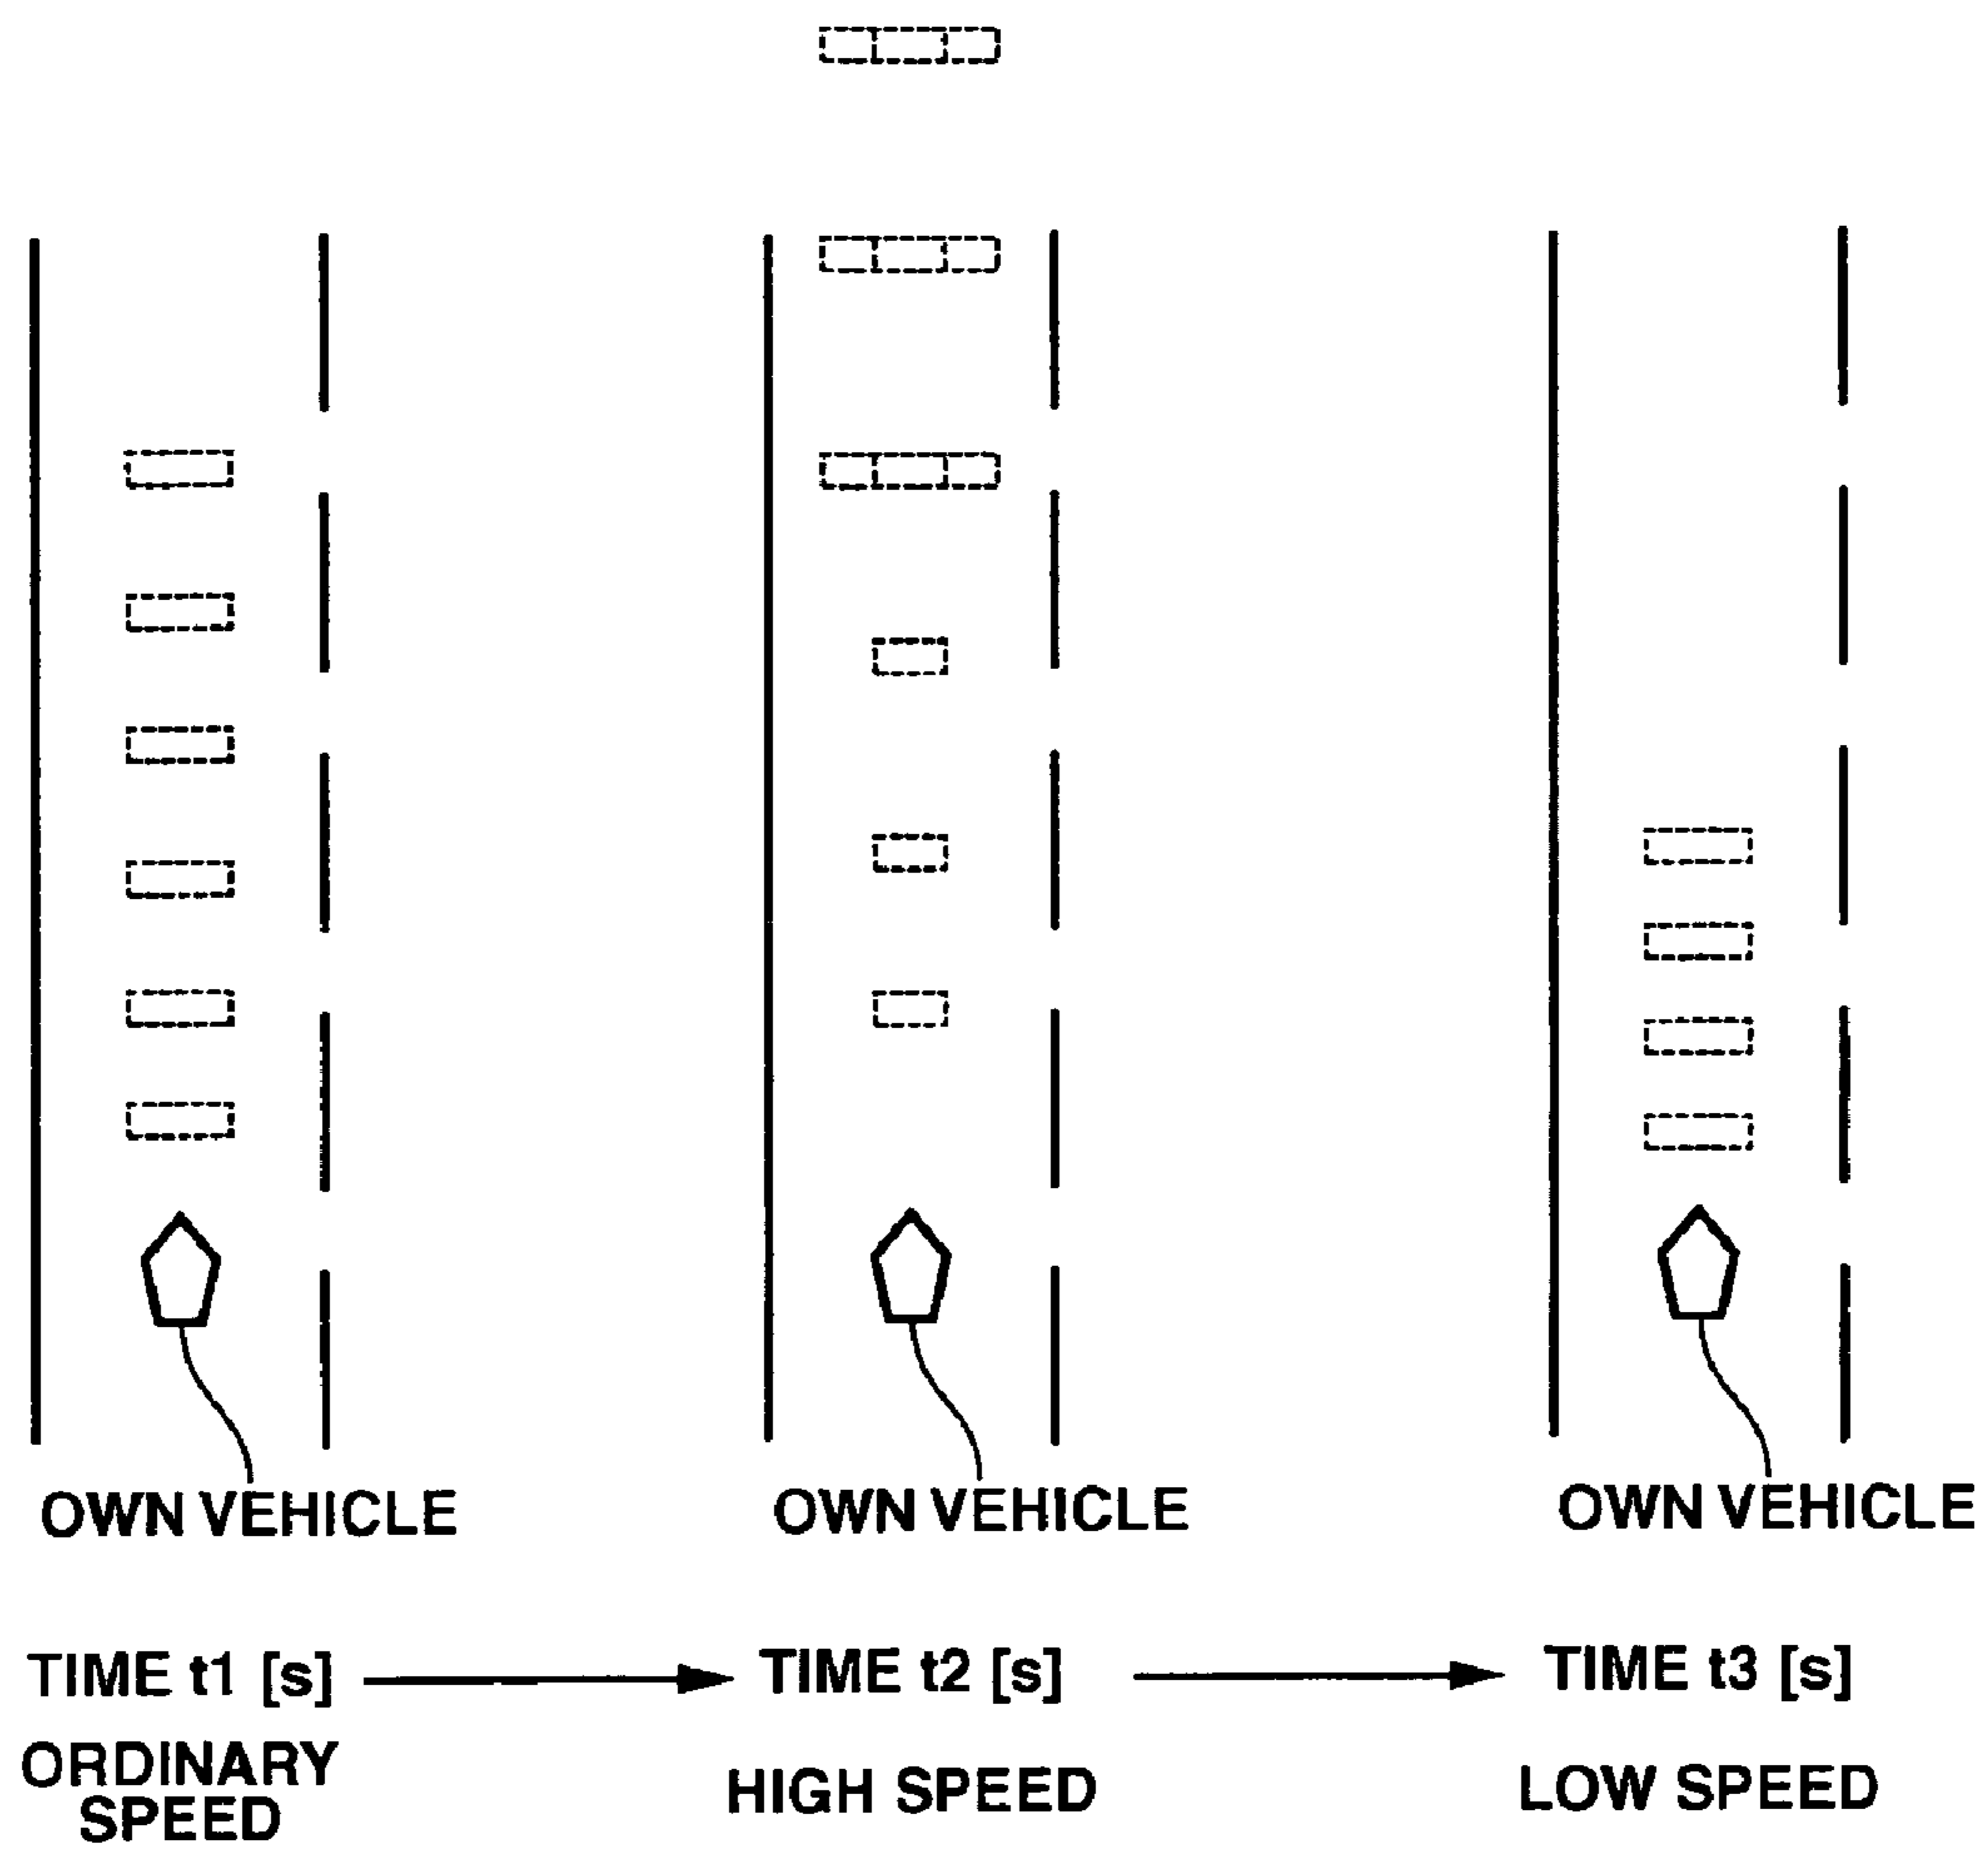 OWN VEHICLE
OWN VEHICLE
OWN VEHICLE
TIME t1 [s]
TIME t2 [s]
TIME t3 [s]
ORDINARY
SPEED
HIGH SPEED
LOW SPEED